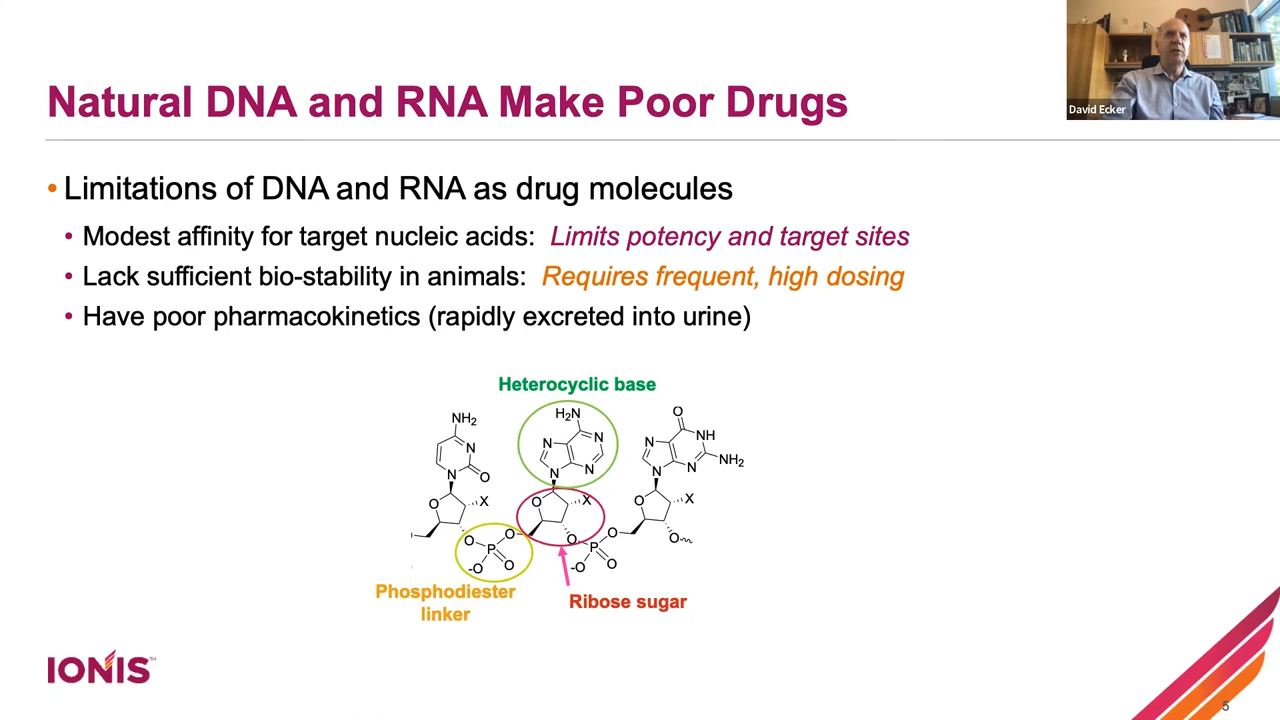 David Ecker
Natural DNA and RNA Make Poor Drugs
• Limitations of DNA and RNA as drug molecules
• Modest affinity for target nucleic acids: Limits potency and target sites
• Lack sufficient bio-stability in animals: Requires frequent, high dosing
• Have poor pharmacokinetics (rapidly excreted into urine)
Heterocyclic base
NH₂
N
N
O
O
X
H₂N
N
N
N
N
O
X
O
N
NH
N
N
NH₂
O
X
O
O
P
O
-O
O
O
P
O
-O
O
Phosphodiester
linker
Ribose sugar
IONIS™
5